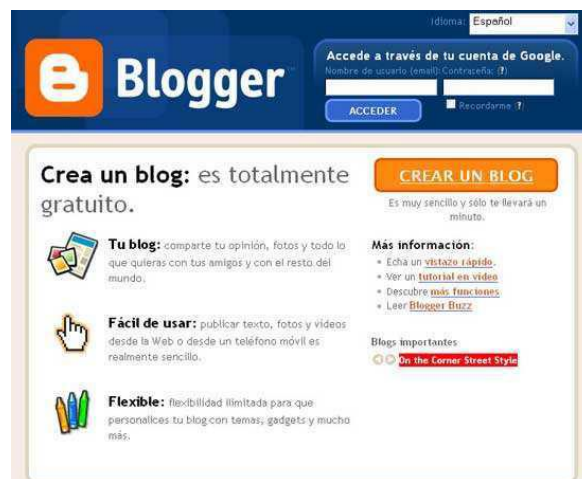 Idioma: Español
Blogger
Accede a través de tu cuenta de Google.
Nombre de usuario (email): Contraseña: (?)
ACCEDER
Recordarme (?)
Crea un blog: es totalmente
gratuito.
Tu blog: comparte tu opinión, fotos y todo lo
que quieras con tus amigos y con el resto del
mundo.
Fácil de usar: publicar texto, fotos y vídeos
desde la Web o desde un teléfono móvil es
realmente sencillo.
Flexible: flexibilidad ilimitada para que
personalices tu blog con temas, gadgets y mucho
más.
CREAR UN BLOG
Es muy sencillo y sólo te llevará un
minuto.
Más información:
Echa un vistazo rápido.
Ver un tutorial en vídeo
Descubre más funciones
Leer Blogger Buzz
Blogs importantes
On the Corner Street Style